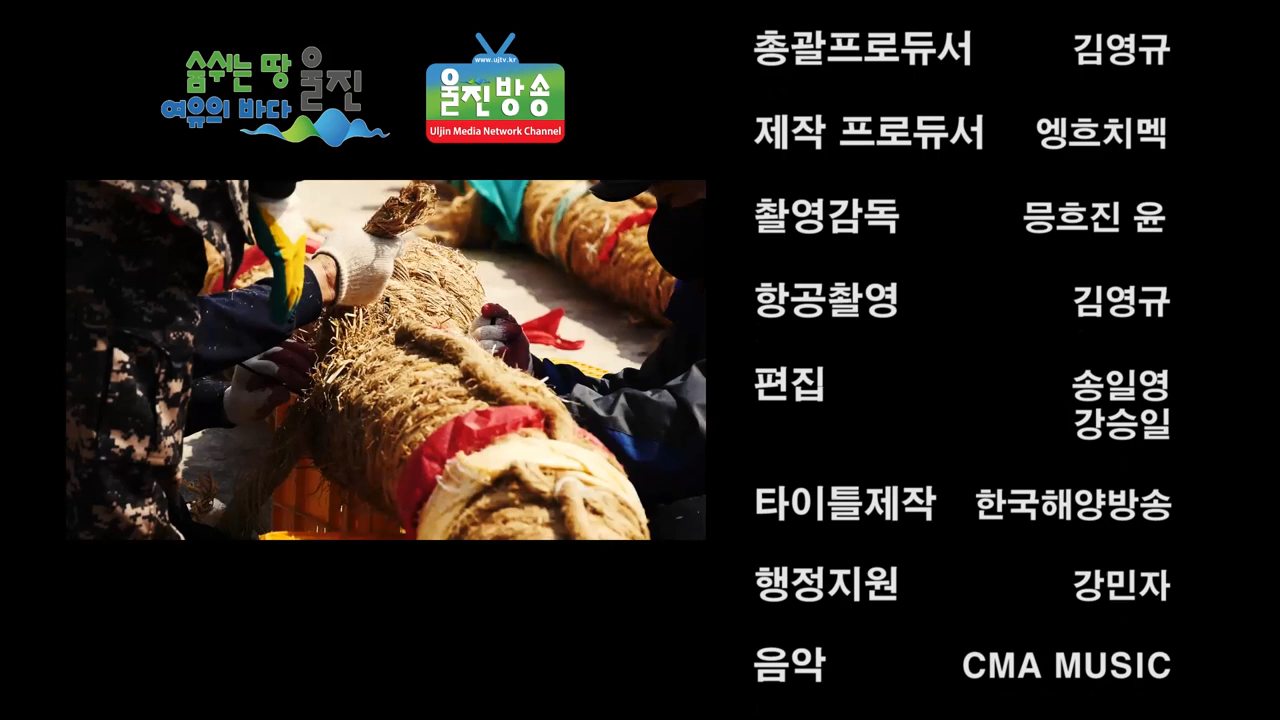 숨쉬는 땅
여유의 바다
울진
www.ujtv.kr
울진방송
Uljin Media Network Channel
총괄프로듀서 김영규
제작 프로듀서 엥흐치멕
촬영감독 믕흐진 윤
항공촬영 김영규
편집 송일영
강승일
타이틀제작 한국해양방송
행정지원 강민자
음악 CMA MUSIC